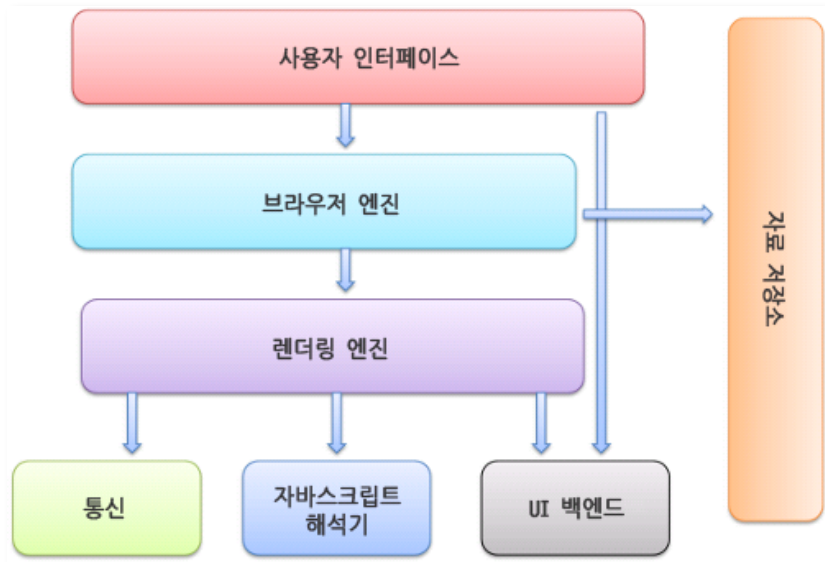 사용자 인터페이스
브라우저 엔진
자료 저장소
렌더링 엔진
통신
자바스크립트
해석기
UI 백엔드